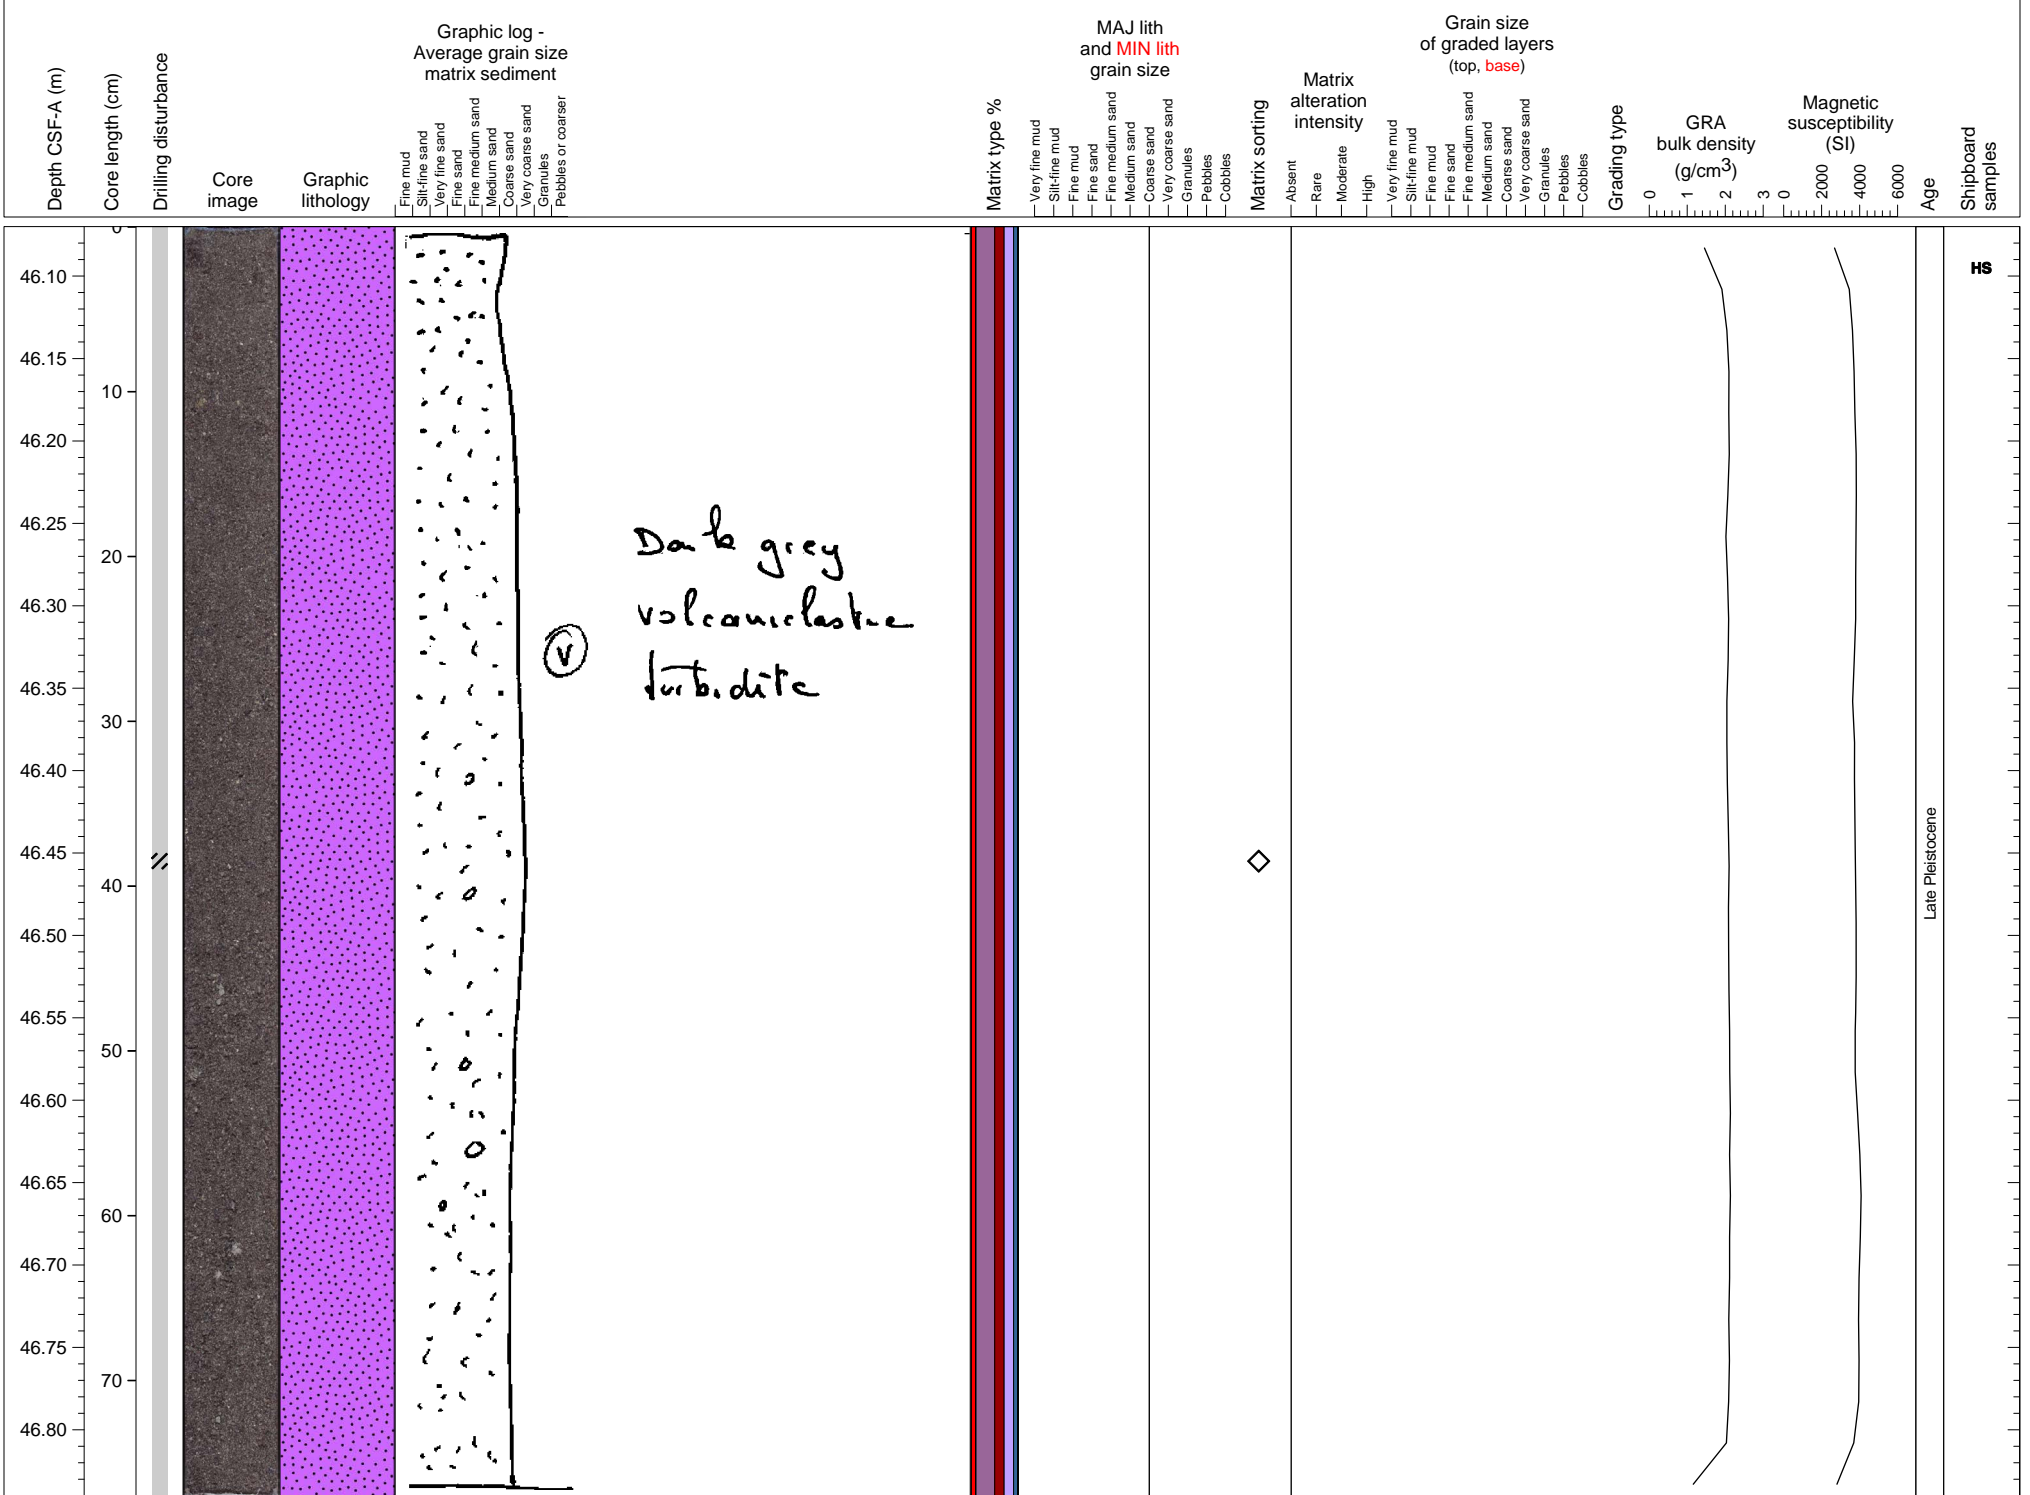 Depth CSF-A (m)
Core length (cm)
Drilling disturbance
Core
image
Graphic
lithology
Graphic log -
Average grain size
matrix sediment
Fine mud
Silt-fine sand
Very fine sand
Fine sand
Fine medium sand
Medium sand
Coarse sand
Very coarse sand
Granules
Pebbles or coarser
Matrix type %
MAJ lith
and MIN lith
grain size
Very fine mud
Silt-fine mud
Fine mud
Fine sand
Fine medium sand
Medium sand
Coarse sand
Very coarse sand
Granules
Pebbles
Cobbles
Matrix sorting
Matrix
alteration
intensity
Absent
Rare
Moderate
High
Grain size
of graded layers
(top, base)
Very fine mud
Silt-fine mud
Fine mud
Fine sand
Fine medium sand
Medium sand
Coarse sand
Very coarse sand
Granules
Pebbles
Cobbles
Grading type
GRA
bulk density
(g/cm3)
0 1 2 3
Magnetic
susceptibility
(SI)
0 2000 4000 6000
Age
Shipboard
samples
46.10
46.15
46.20
46.25
46.30
46.35
46.40
46.45
46.50
46.55
46.60
46.65
46.70
46.75
46.80
0
10
20
30
40
50
60
70
Dark grey
volcaniclastic
turbidite
V
Late Pleistocene
HS